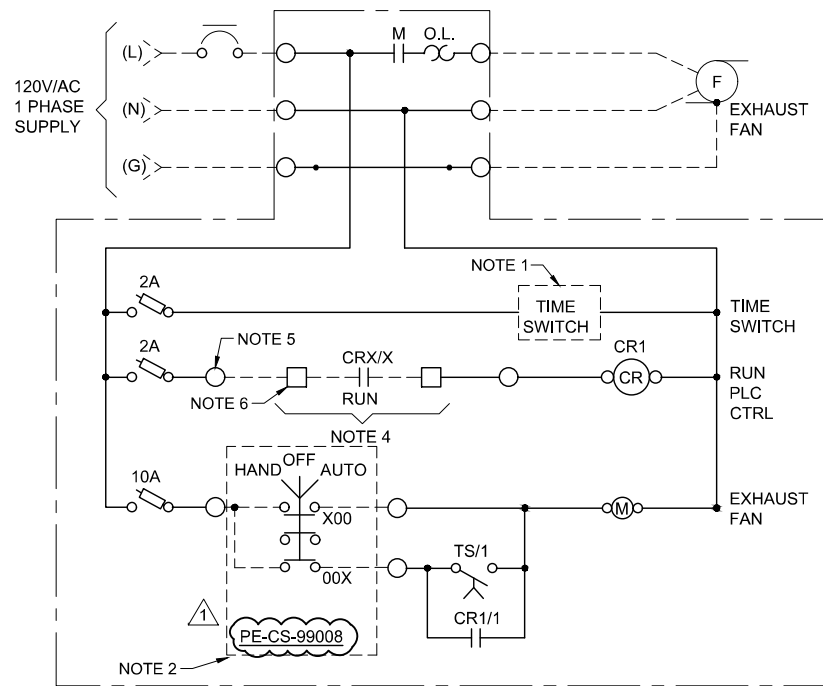 M O.L.
(L)
120V/AC
1 PHASE
SUPPLY
(N)
(G)
F
EXHAUST
FAN
NOTE 1
2A
TIME
SWITCH
TIME
SWITCH
2A
NOTE 5
CRX/X
RUN
NOTE 6
NOTE 4
CR1
CR
RUN
PLC
CTRL
10A
HAND OFF AUTO
X00
00X
M
EXHAUST
FAN
TS/1
CR1/1
1
PE-CS-99008
NOTE 2